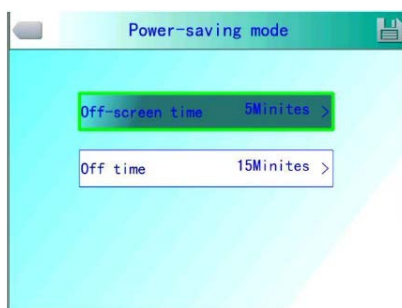 Power-saving mode
Off-screen time 5Minites >
Off time 15Minites >